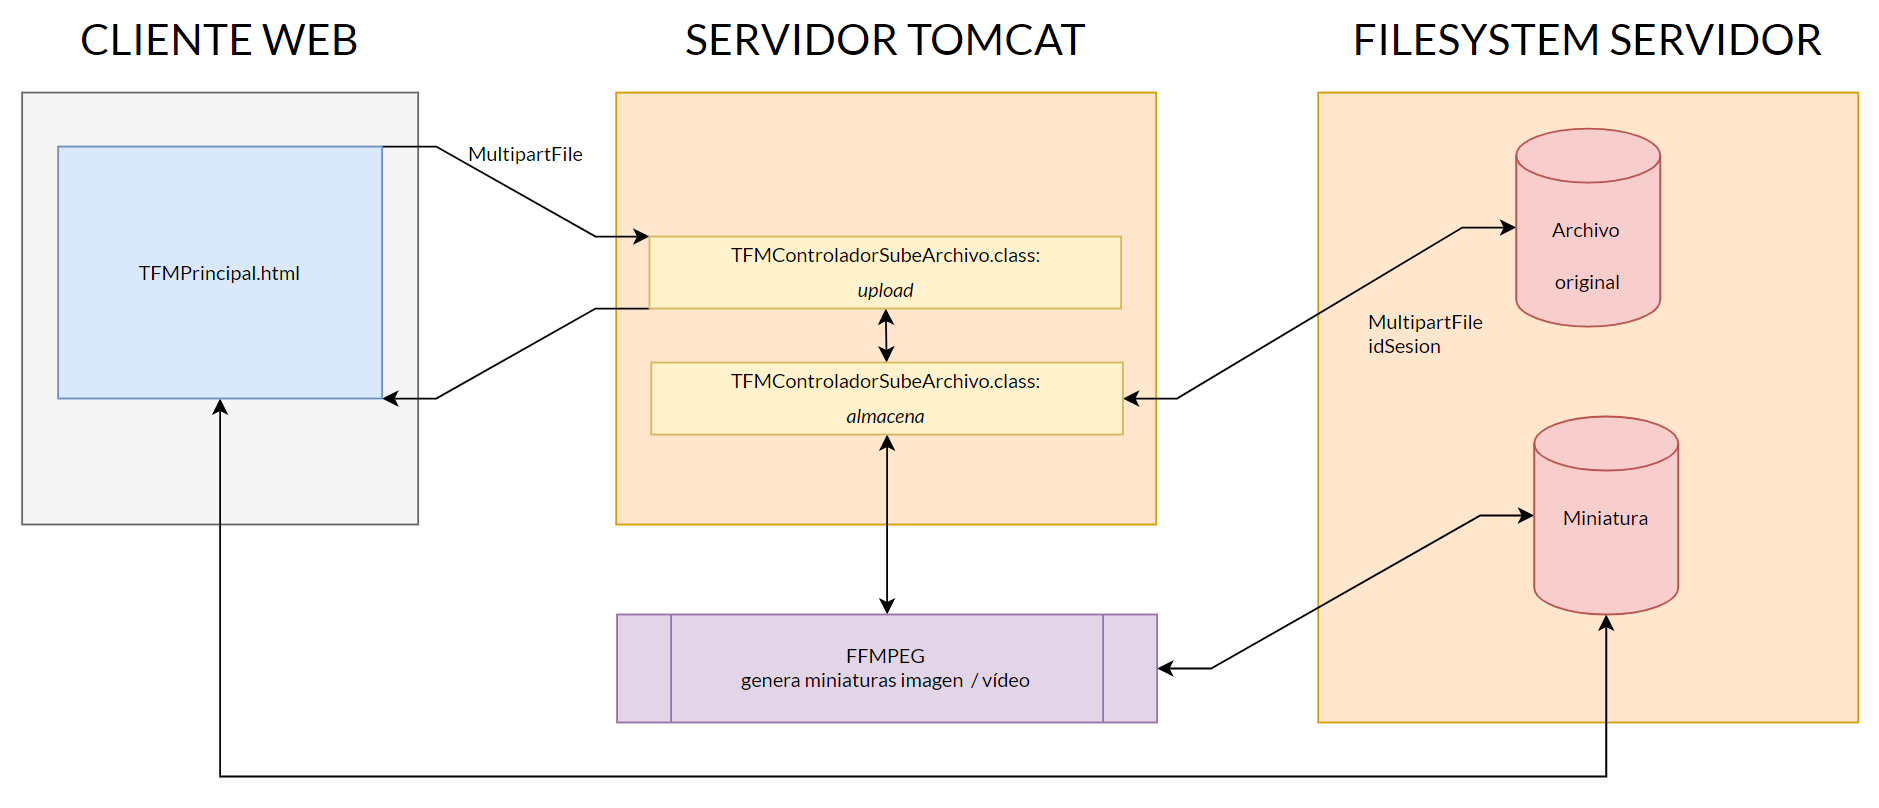 CLIENTE WEB
SERVIDOR TOMCAT
FILESYSTEM SERVIDOR
MultipartFile
TFMPrincipal.html
TFMControladorSubeArchivo.class:
upload
TFMControladorSubeArchivo.class:
almacena
Archivo
original
MultipartFile
idSesion
Miniatura
FFMPEG
genera miniaturas imagen / vídeo